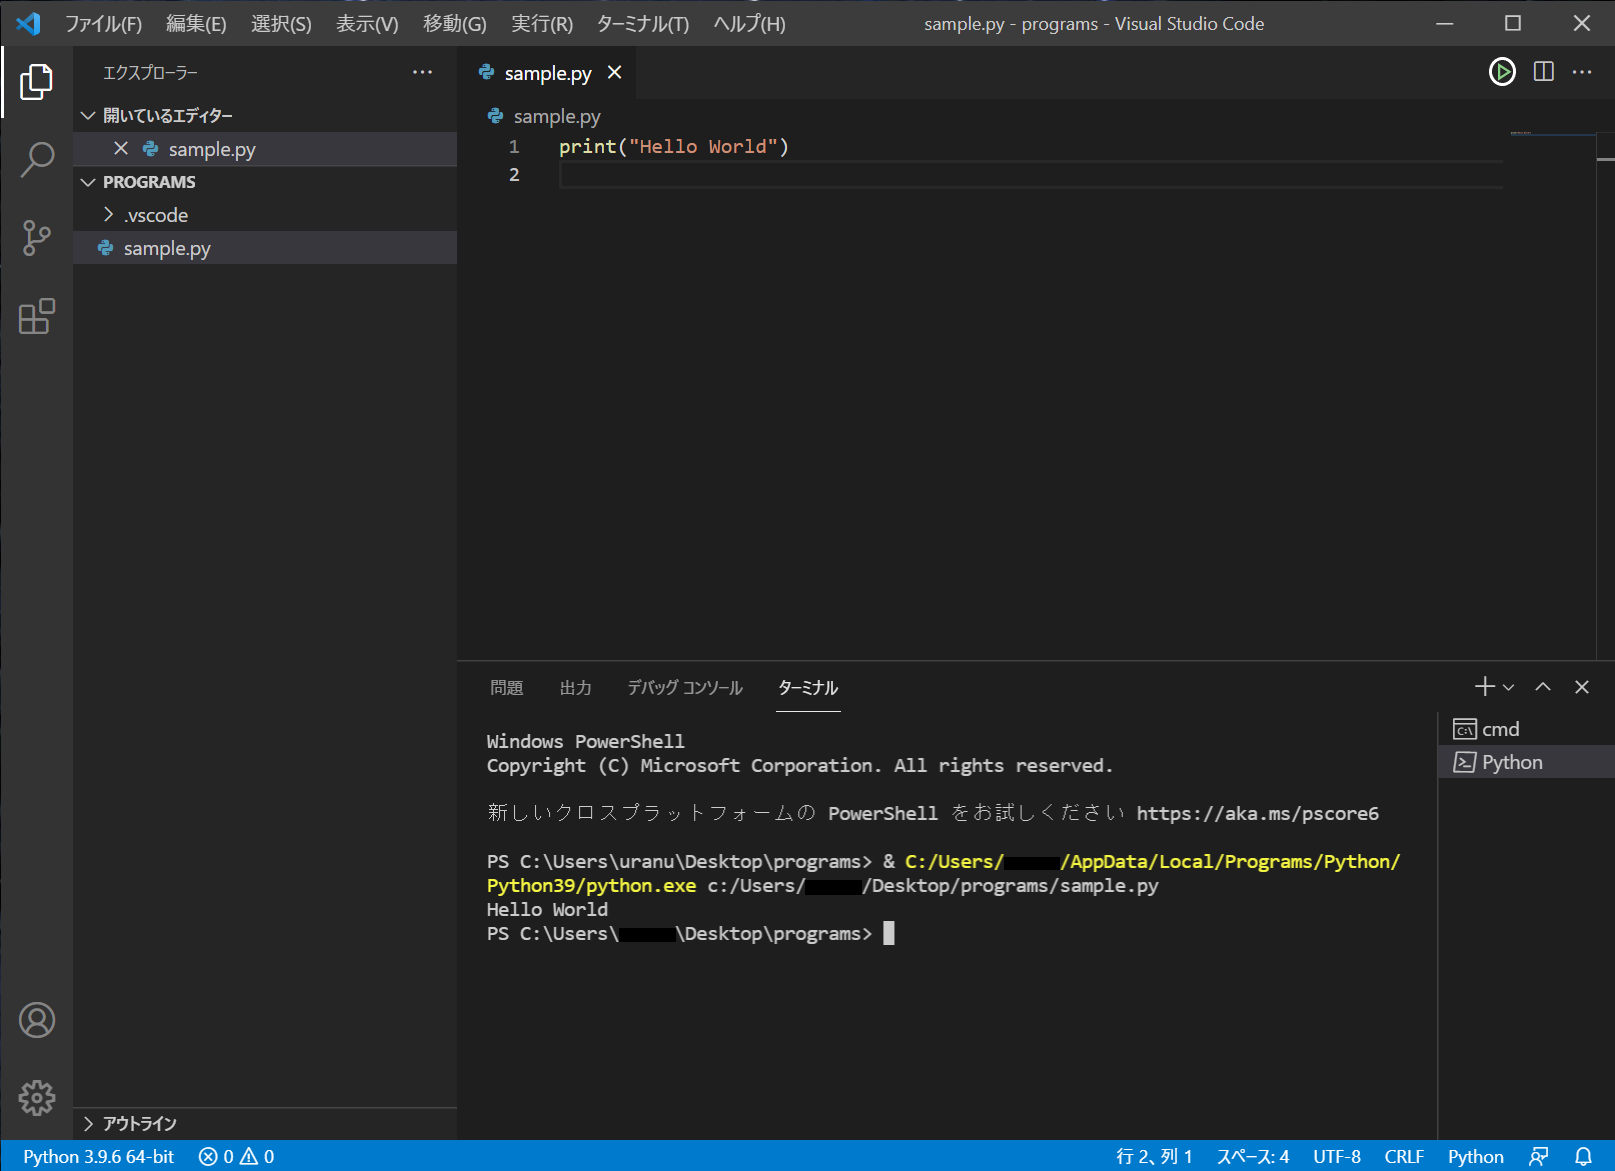 ファイル(F) 編集(E) 選択(S) 表示(V) 移動(G) 実行(R) ターミナル(T) ヘルプ(H) sample.py - programs - Visual Studio Code
エクスプローラー ···
開いているエディター
sample.py
PROGRAMS
.vscode
sample.py
アウトライン
sample.py
sample.py
1 print("Hello World")
2
問題 出力 デバッグ コンソール ターミナル
Windows PowerShell
Copyright (C) Microsoft Corporation. All rights reserved.
新しいクロスプラットフォームの PowerShell をお試しください https://aka.ms/pscore6
PS C:\Users\uranu\Desktop\programs> & C:/Users/ /AppData/Local/Programs/Python/
Python39/python.exe c:/Users/ /Desktop/programs/sample.py
Hello World
PS C:\Users\ \Desktop\programs>
cmd
Python
Python 3.9.6 64-bit 0 0 行 2、列 1 スペース: 4 UTF-8 CRLF Python